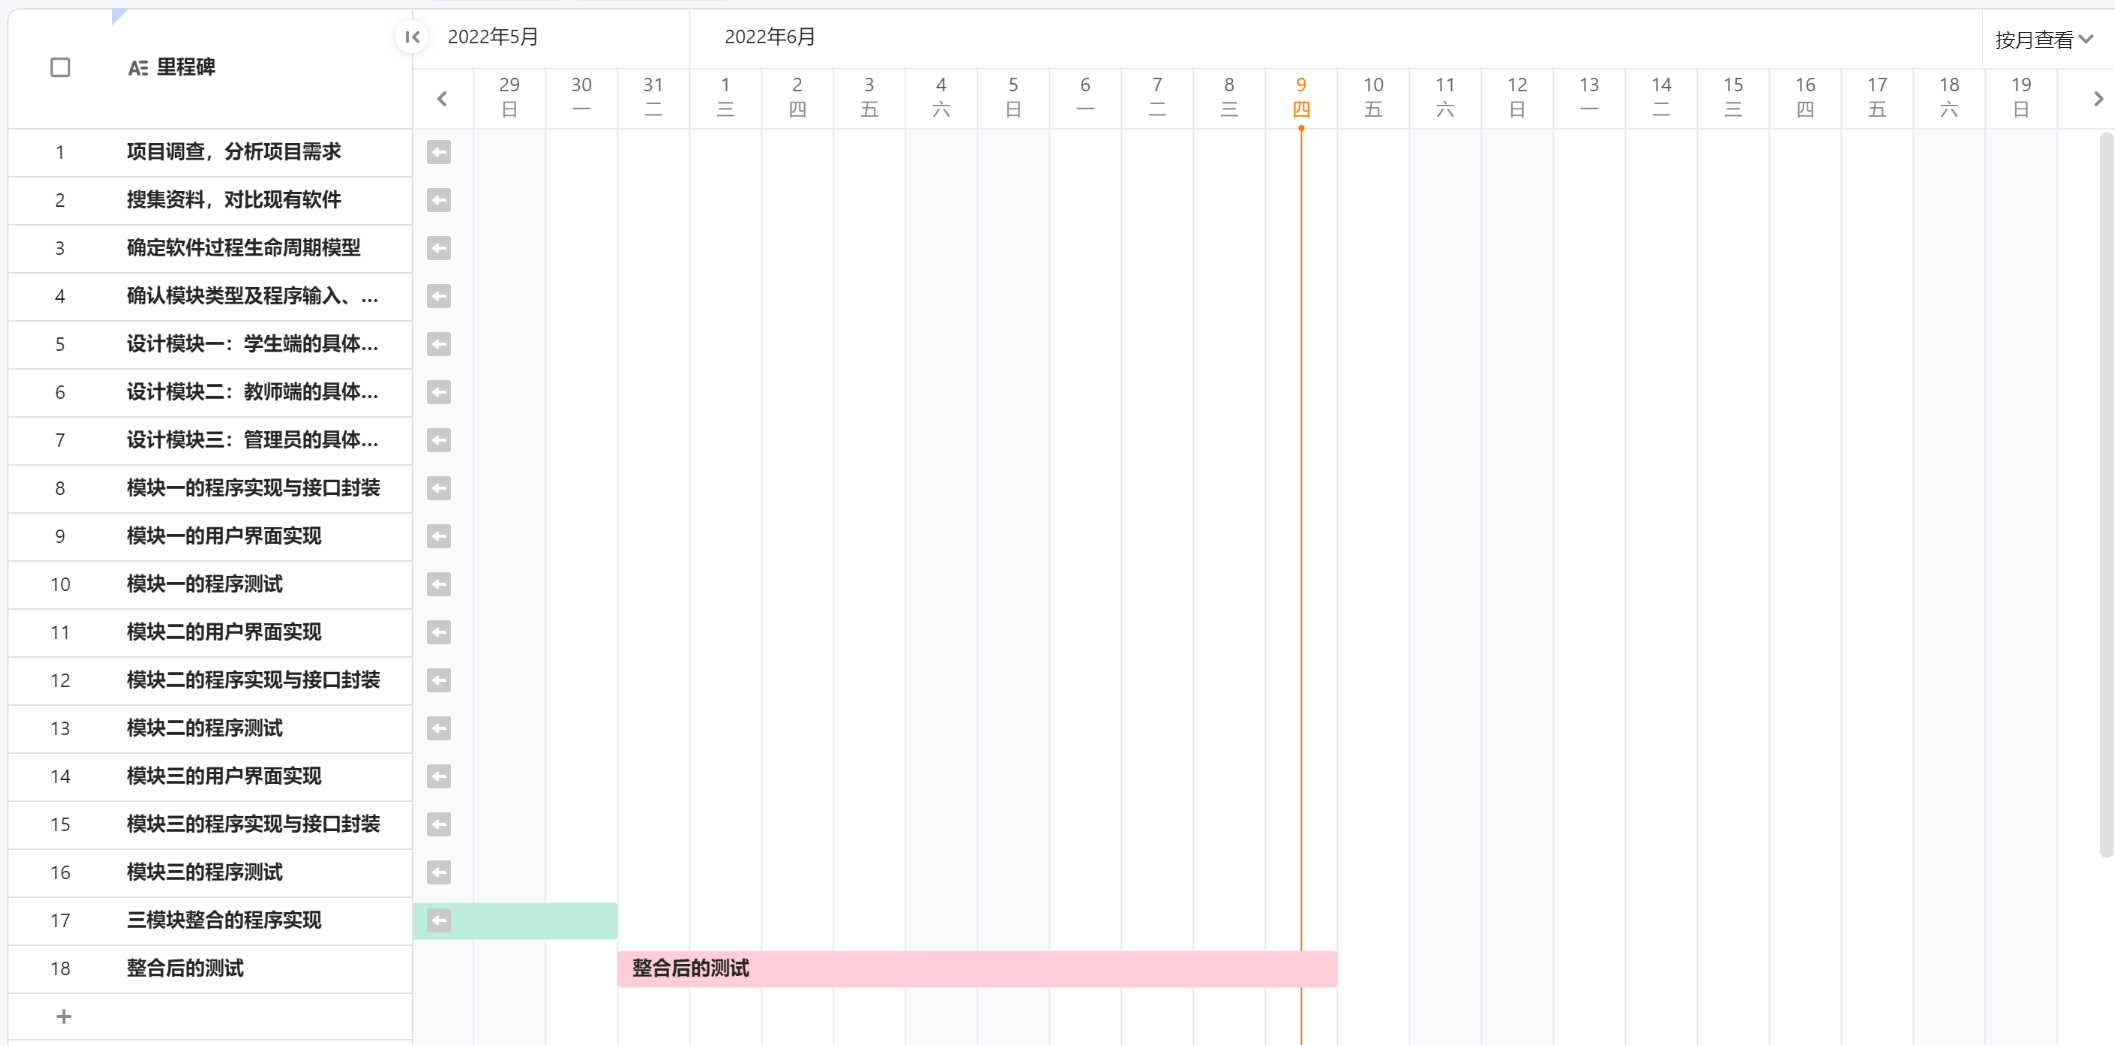 里程碑
2022年5月
2022年6月
按月查看
29 30 31 1 2 3 4 5 6 7 8 9 10 11 12 13 14 15 16 17 18 19
日 一 二 三 四 五 六 日 一 二 三 四 五 六 日 一 二 三 四 五 六 日
1 项目调查，分析项目需求
2 搜集资料，对比现有软件
3 确定软件过程生命周期模型
4 确认模块类型及程序输入、...
5 设计模块一：学生端的具体...
6 设计模块二：教师端的具体...
7 设计模块三：管理员的具体...
8 模块一的程序实现与接口封装
9 模块一的用户界面实现
10 模块一的程序测试
11 模块二的用户界面实现
12 模块二的程序实现与接口封装
13 模块二的程序测试
14 模块三的用户界面实现
15 模块三的程序实现与接口封装
16 模块三的程序测试
17 三模块整合的程序实现
18 整合后的测试 整合后的测试